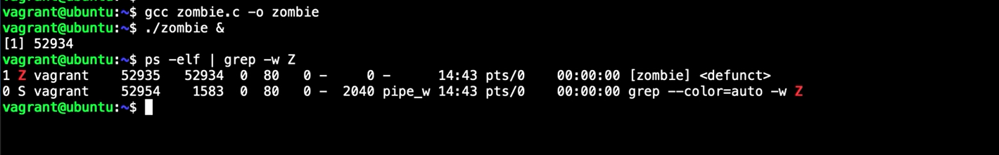 vagrant@ubuntu:~$ gcc zombie.c -o zombie
vagrant@ubuntu:~$ ./zombie &
[1] 52934
vagrant@ubuntu:~$ ps -elf | grep -w Z
1 Z vagrant    52935   52934  0  80   0 -     0 -      14:43 pts/0    00:00:00 [zombie] <defunct>
0 S vagrant    52954    1583  0  80   0 -  2040 pipe_w 14:43 pts/0    00:00:00 grep --color=auto -w Z
vagrant@ubuntu:~$